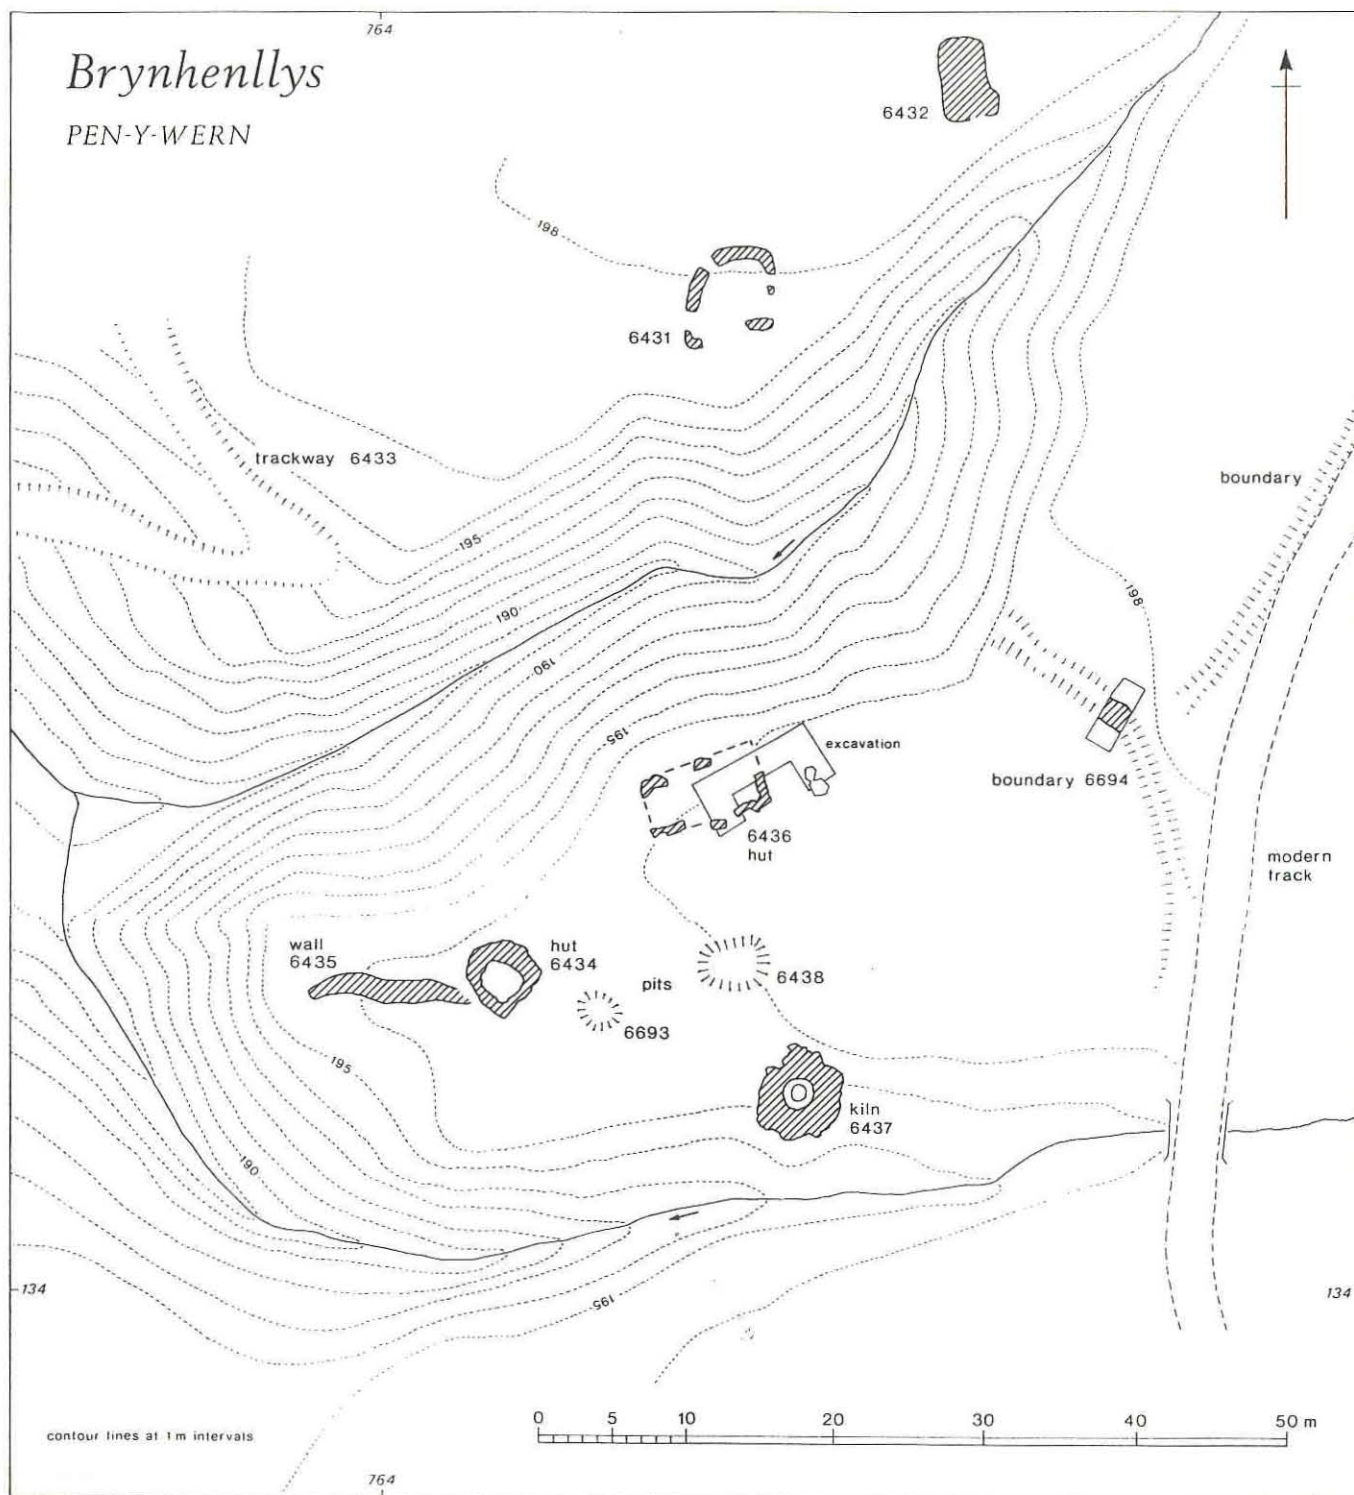 764
Brynhenllys
PEN-Y-WERN
6432
198
6431
trackway 6433
boundary
195
190
198
190
195
excavation
boundary 6694
6436
hut
modern
track
wall
6435
hut
6434
pits
6438
6693
195
kiln
6437
190
134
134
195
0 5 10 20 30 40 50 m
contour lines at 1m intervals
764